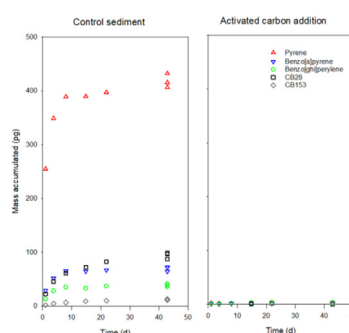 Control sediment
Activated carbon addition
500
400
300
200
100
0
Mass accumulated (pg)
0 10 20 30 40 50
Time (d)
Pyrene
Benzo[a]pyrene
Benzo[ghi]perylene
CB28
CB153
0 10 20 30 40
Time (d)